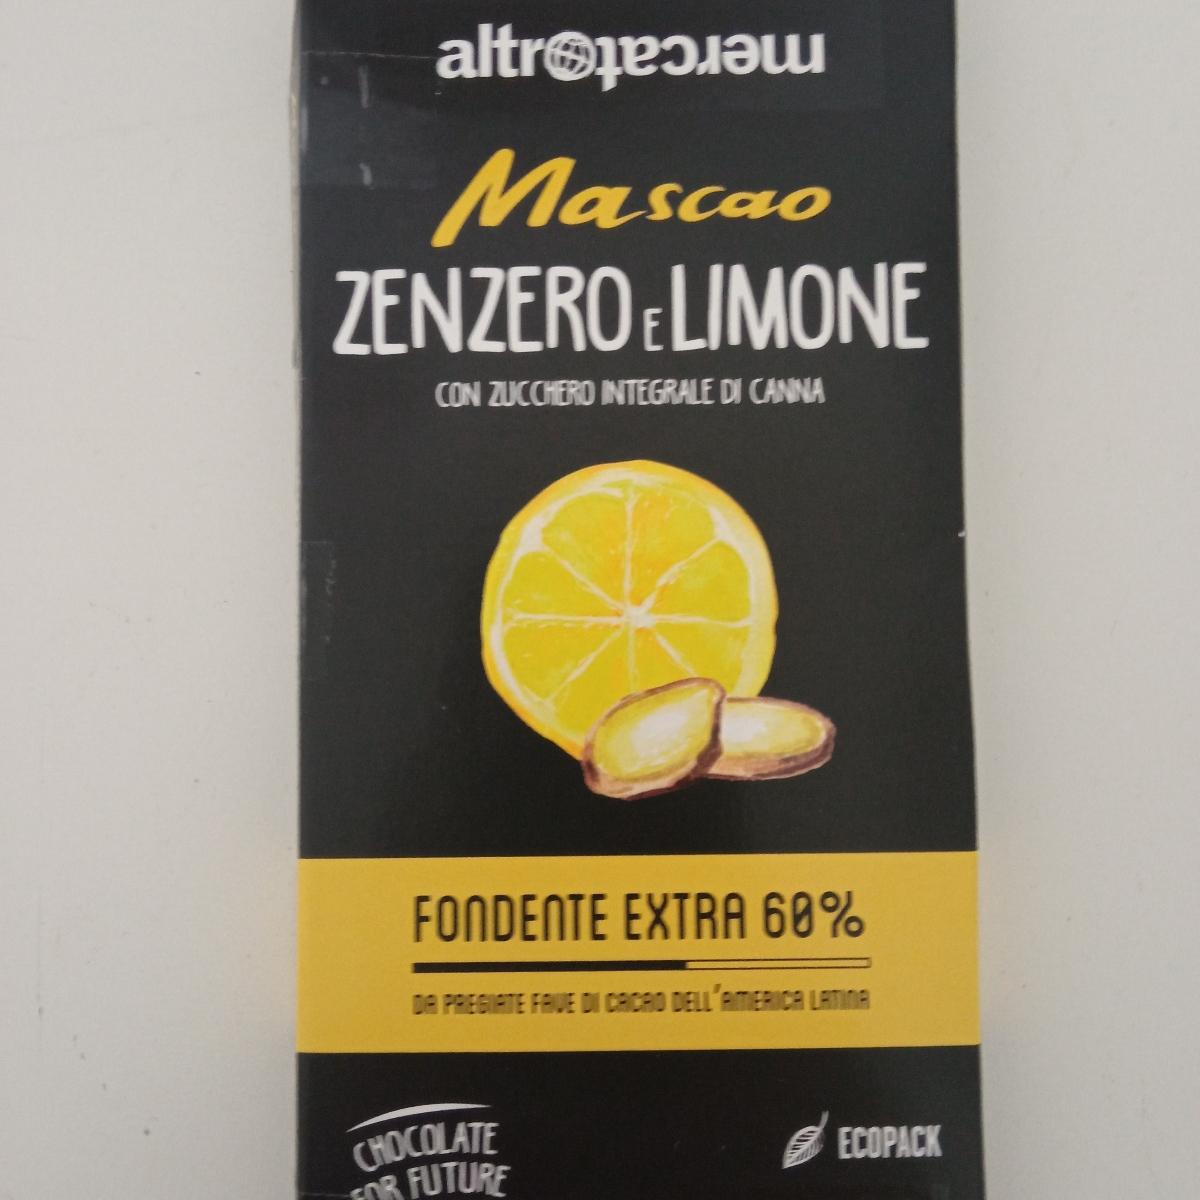 altromercato
Mascao
ZENZERO E LIMONE
CON ZUCCHERO INTEGRALE DI CANNA
FONDENTE EXTRA 60%
DA PREGIATE FAVE DI CACAO DELL'AMERICA LATINA
CHOCOLATE
FOR FUTURE
ECOPACK